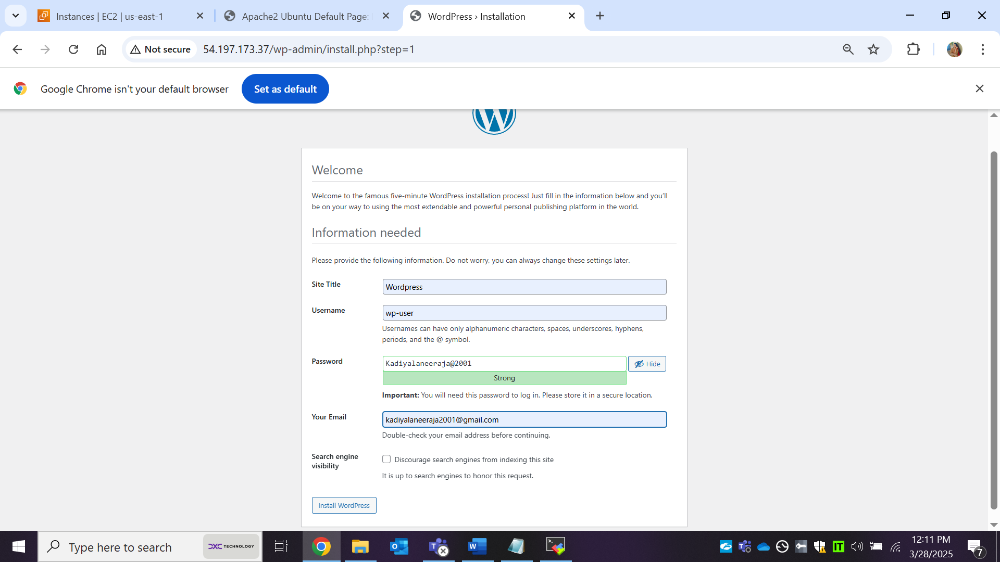 Instances | EC2 | us-east-1
Apache2 Ubuntu Default Page:
WordPress › Installation
Not secure
54.197.173.37/wp-admin/install.php?step=1
Google Chrome isn't your default browser
Set as default
Welcome
Welcome to the famous five-minute WordPress installation process! Just fill in the information below and you'll
be on your way to using the most extendable and powerful personal publishing platform in the world.
Information needed
Please provide the following information. Do not worry, you can always change these settings later.
Site Title
Wordpress
Username
wp-user
Usernames can have only alphanumeric characters, spaces, underscores, hyphens,
periods, and the @ symbol.
Password
Kadiyalaneeraja@2001
Hide
Strong
Important: You will need this password to log in. Please store it in a secure location.
Your Email
kadiyalaneeraja2001@gmail.com
Double-check your email address before continuing.
Search engine
visibility
Discourage search engines from indexing this site
It is up to search engines to honor this request.
Install WordPress
Type here to search
DXC TECHNOLOGY
12:11 PM
3/28/2025
7